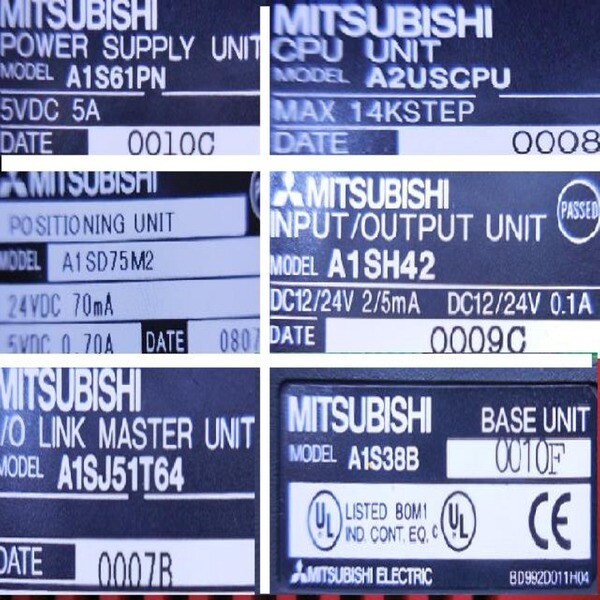 MITSUBISHI
POWER SUPPLY UNIT
MODEL A1S61PN
5VDC 5A
DATE 0010C
MITSUBISHI
CPU UNIT
MODEL A2USCPU
MAX 14KSTEP
DATE 0008
MITSUBISHI
POSITIONING UNIT
MODEL A1SD75M2
24VDC 70mA
5VDC 0.70A DATE 0807
MITSUBISHI
INPUT/OUTPUT UNIT PASSED
MODEL A1SH42
DC12/24V 2/5mA DC12/24V 0.1A
DATE 0009C
MITSUBISHI
I/O LINK MASTER UNIT
MODEL A1SJ51T64
DATE 0007B
MITSUBISHI BASE UNIT
MODEL A1S38B 0010F
UL LISTED 80M1 C UL CE
IND. CONT. EQ.
MITSUBISHI ELECTRIC BD992D011H04